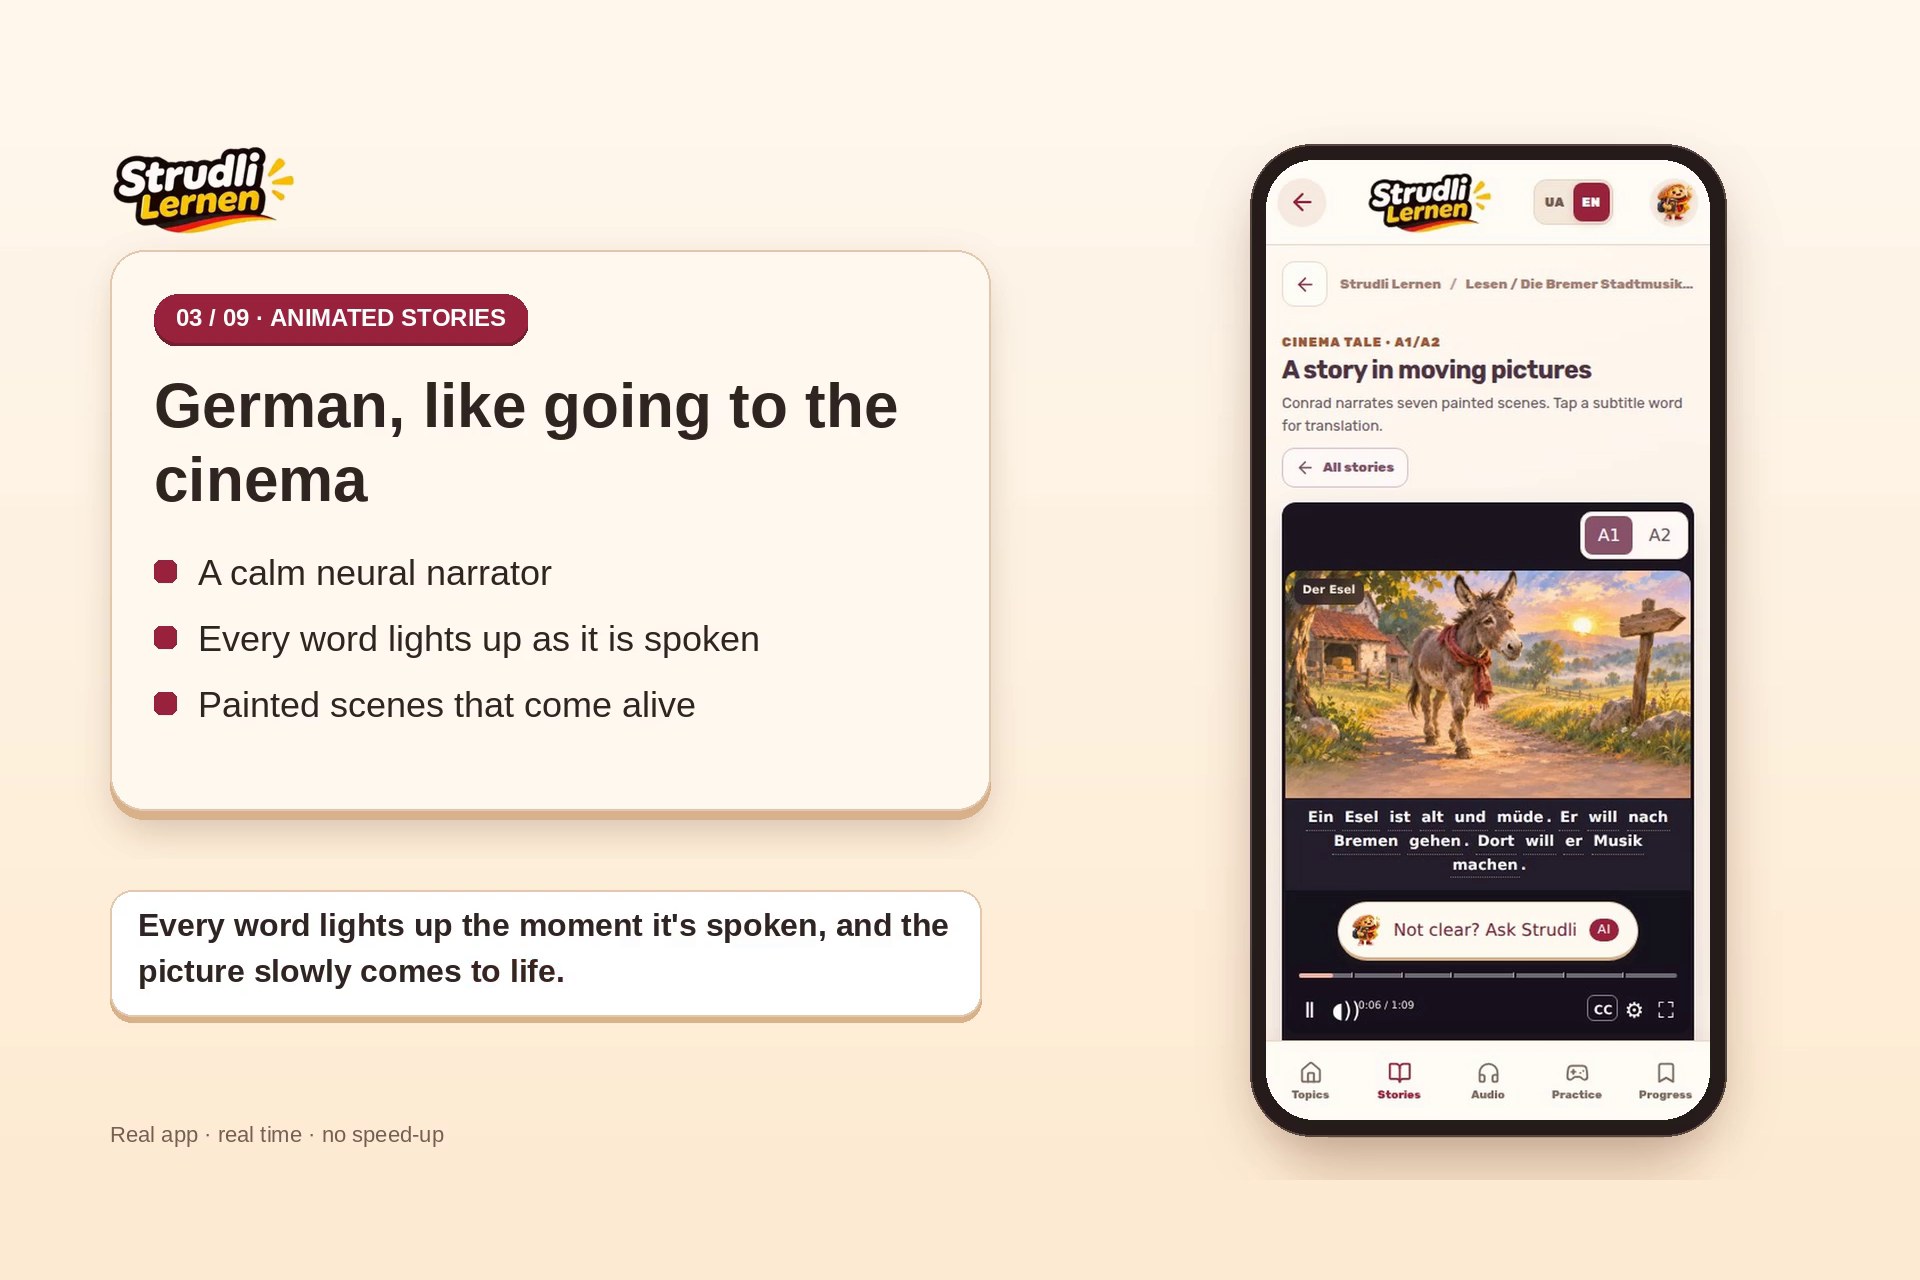 Strudli
Lernen
03 / 09 · ANIMATED STORIES
German, like going to the
cinema
A calm neural narrator
Every word lights up as it is spoken
Painted scenes that come alive
Every word lights up the moment it's spoken, and the
picture slowly comes to life.
Real app · real time · no speed-up
Strudli
Lernen
UA EN
Strudli Lernen / Lesen / Die Bremer Stadtmusik...
CINEMA TALE · A1/A2
A story in moving pictures
Conrad narrates seven painted scenes. Tap a subtitle word
for translation.
All stories
A1 A2
Der Esel
Ein Esel ist alt und müde. Er will nach
Bremen gehen. Dort will er Musik
machen.
Not clear? Ask Strudli AI
0:06 / 1:09 CC
Topics Stories Audio Practice Progress